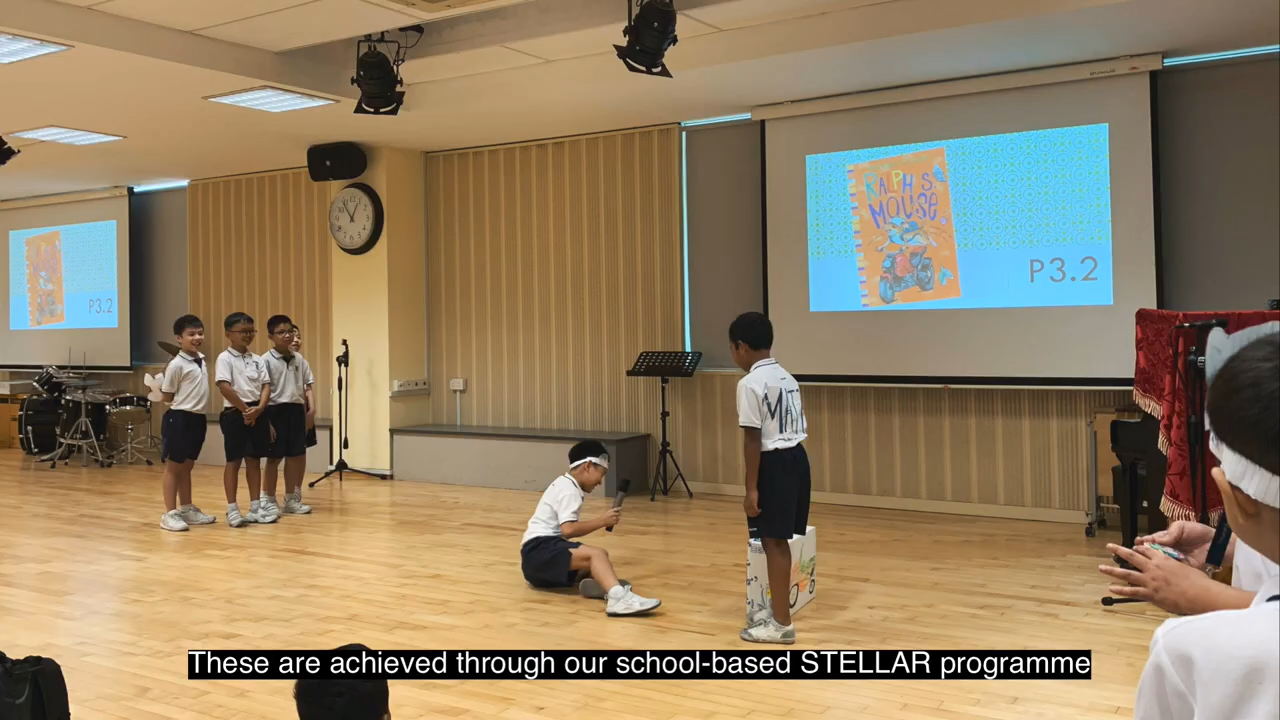 RALPH S.
MOUSE
P3.2
P3.2
These are achieved through our school-based STELLAR programme